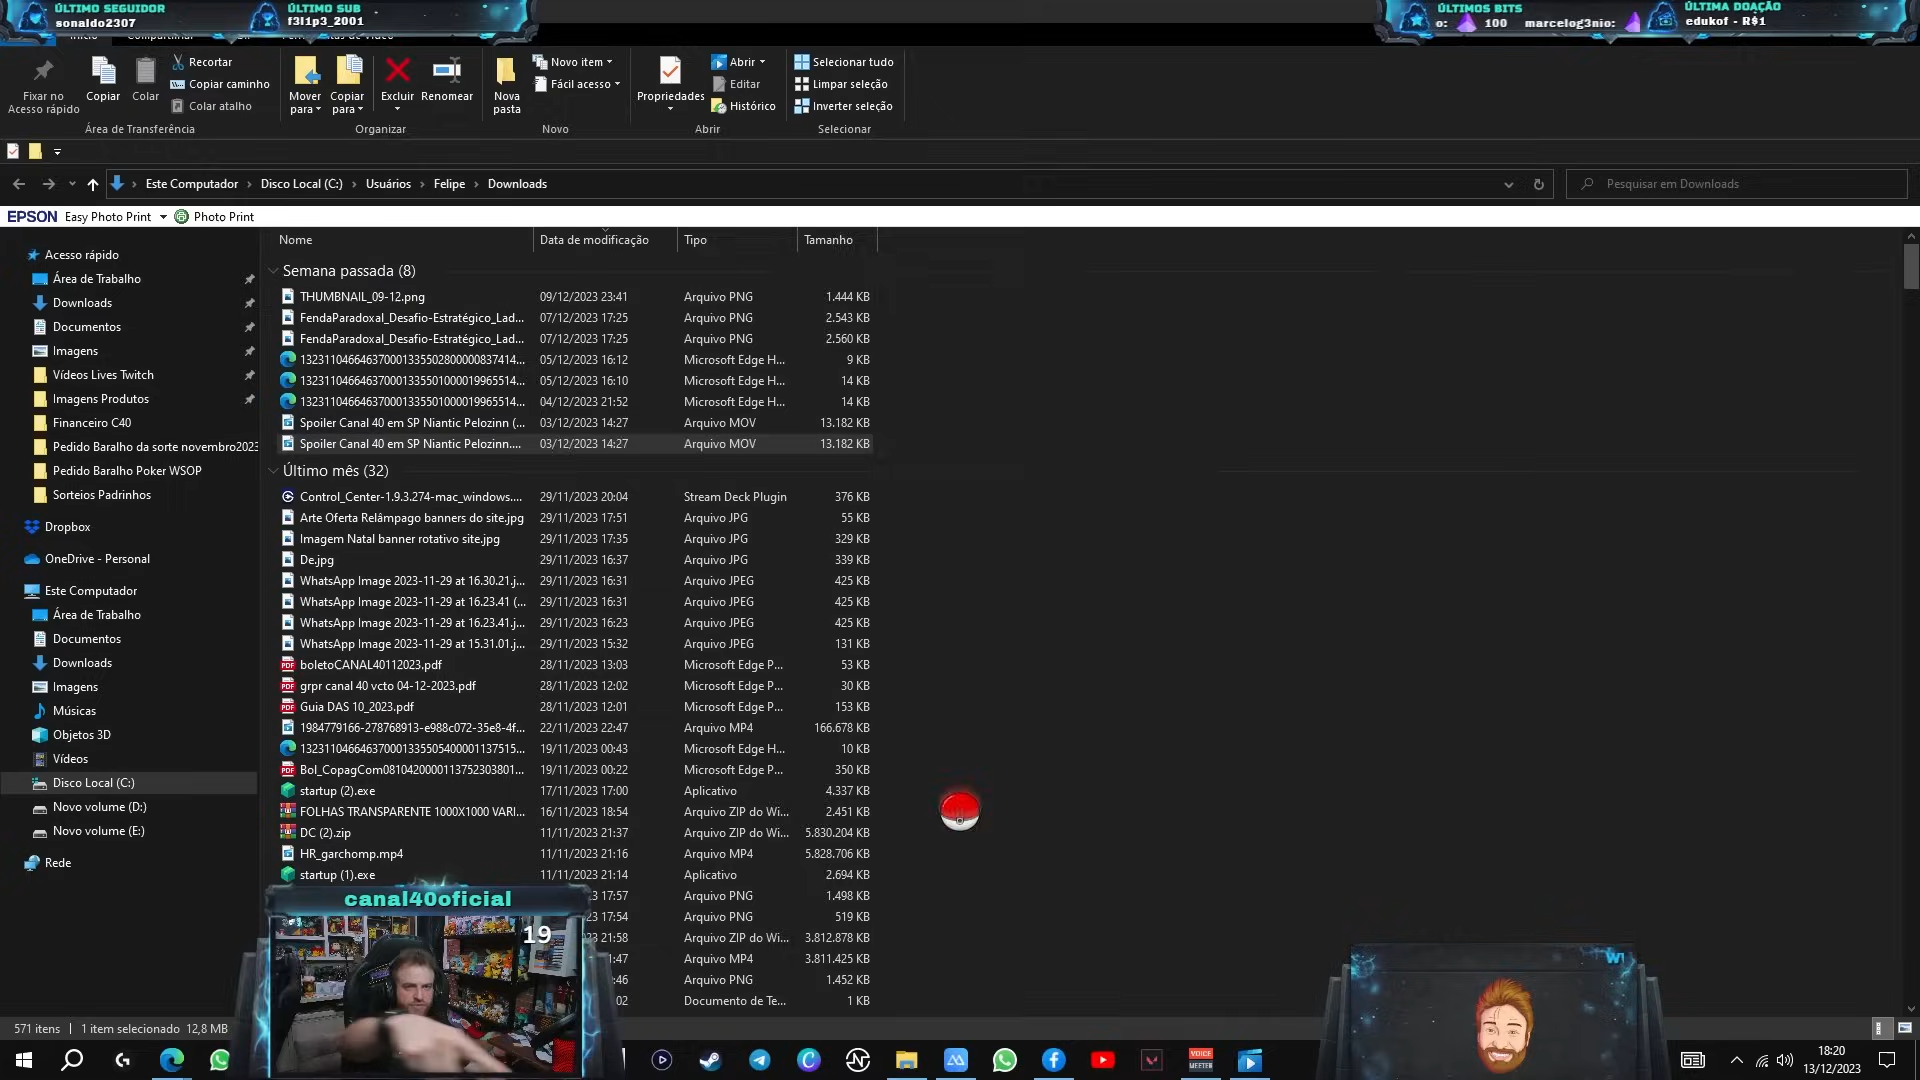 ÚLTIMO SEGUIDOR
sonaldo2307
ÚLTIMO SUB
f3l1p3_2001
ÚLTIMOS BITS
o: 100 marcelog3nio:
ÚLTIMA DOAÇÃO
edukof - R$1
Início
Compartilhar
Fixar no
Acesso rápido
Copiar
Colar
Recortar
Copiar caminho
Colar atalho
Mover
para
Copiar
para
Excluir
Renomear
Nova
pasta
Novo item
Fácil acesso
Propriedades
Abrir
Editar
Histórico
Selecionar tudo
Limpar seleção
Inverter seleção
Área de Transferência
Organizar
Novo
Abrir
Selecionar
Este Computador > Disco Local (C:) > Usuários > Felipe > Downloads
Pesquisar em Downloads
EPSON Easy Photo Print Photo Print
Acesso rápido
Área de Trabalho
Downloads
Documentos
Imagens
Vídeos Lives Twitch
Imagens Produtos
Financeiro C40
Pedido Baralho da sorte novembro2023
Pedido Baralho Poker WSOP
Sorteios Padrinhos
Dropbox
OneDrive - Personal
Este Computador
Área de Trabalho
Documentos
Downloads
Imagens
Músicas
Objetos 3D
Vídeos
Disco Local (C:)
Novo volume (D:)
Novo volume (E:)
Rede
Nome Data de modificação Tipo Tamanho
Semana passada (8)
THUMBNAIL_09-12.png 09/12/2023 23:41 Arquivo PNG 1.444 KB
FendaParadoxal_Desafio-Estratégico_Lad... 07/12/2023 17:25 Arquivo PNG 2.543 KB
FendaParadoxal_Desafio-Estratégico_Lad... 07/12/2023 17:25 Arquivo PNG 2.560 KB
1323110466463700013355028000008374​14... 05/12/2023 16:12 Microsoft Edge H... 9 KB
13231104664637000133550100001996​5514... 05/12/2023 16:10 Microsoft Edge H... 14 KB
13231104664637000133550100001996​5514... 04/12/2023 21:52 Microsoft Edge H... 14 KB
Spoiler Canal 40 em SP Niantic Pelozinn (... 03/12/2023 14:27 Arquivo MOV 13.182 KB
Spoiler Canal 40 em SP Niantic Pelozinn.... 03/12/2023 14:27 Arquivo MOV 13.182 KB
Último mês (32)
Control_Center-1.9.3.274-mac_windows.... 29/11/2023 20:04 Stream Deck Plugin 376 KB
Arte Oferta Relâmpago banners do site.jpg 29/11/2023 17:51 Arquivo JPG 55 KB
Imagem Natal banner rotativo site.jpg 29/11/2023 17:35 Arquivo JPG 329 KB
De.jpg 29/11/2023 16:37 Arquivo JPG 339 KB
WhatsApp Image 2023-11-29 at 16.30.21.j... 29/11/2023 16:31 Arquivo JPEG 425 KB
WhatsApp Image 2023-11-29 at 16.23.41 (... 29/11/2023 16:31 Arquivo JPEG 425 KB
WhatsApp Image 2023-11-29 at 16.23.41.j... 29/11/2023 16:23 Arquivo JPEG 425 KB
WhatsApp Image 2023-11-29 at 15.31.01.j... 29/11/2023 15:32 Arquivo JPEG 131 KB
boletoCANAL40112023.pdf 28/11/2023 13:03 Microsoft Edge P... 53 KB
grpr canal 40 vcto 04-12-2023.pdf 28/11/2023 12:02 Microsoft Edge P... 30 KB
Guia DAS 10_2023.pdf 28/11/2023 12:01 Microsoft Edge P... 153 KB
1984779166-278768913-e988c072-35e8-4f... 22/11/2023 22:47 Arquivo MP4 166.678 KB
13231104664637000133550540000​1137515... 19/11/2023 00:43 Microsoft Edge H... 10 KB
Bol_CopagCom0810420000113752303801... 19/11/2023 00:22 Microsoft Edge P... 350 KB
startup (2).exe 17/11/2023 17:00 Aplicativo 4.337 KB
FOLHAS TRANSPARENTE 1000X1000 VARI... 16/11/2023 18:54 Arquivo ZIP do Wi... 2.451 KB
DC (2).zip 11/11/2023 21:37 Arquivo ZIP do Wi... 5.830.204 KB
HR_garchomp.mp4 11/11/2023 21:16 Arquivo MP4 5.828.706 KB
startup (1).exe 11/11/2023 21:14 Aplicativo 2.694 KB
3 17:57 Arquivo PNG 1.498 KB
3 17:54 Arquivo PNG 519 KB
23 21:58 Arquivo ZIP do Wi... 3.812.878 KB
1:47 Arquivo MP4 3.811.425 KB
:46 Arquivo PNG 1.452 KB
02 Documento de Te... 1 KB
canal40oficial
19
W
571 itens 1 item selecionado 12,8 MB
VOICE
MEETER
18:20
13/12/2023